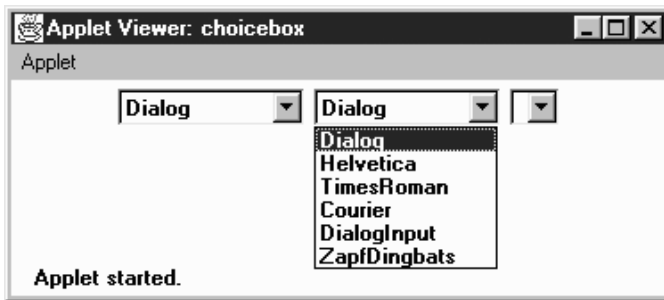 Applet Viewer: choicebox
Applet
Dialog Dialog
Dialog
Helvetica
TimesRoman
Courier
DialogInput
ZapfDingbats
Applet started.